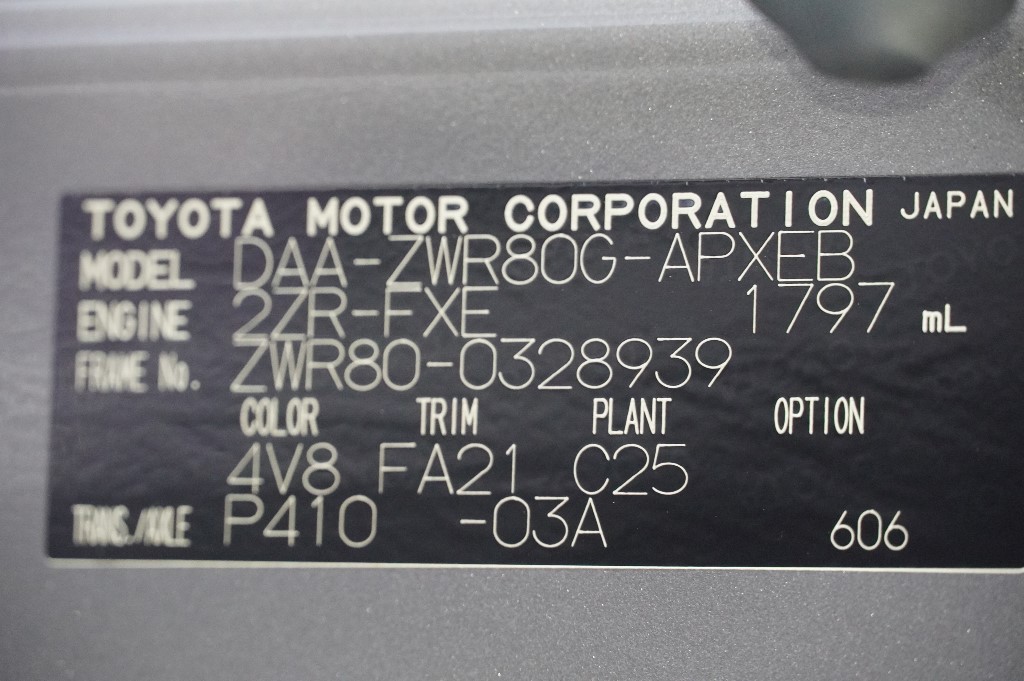 TOYOTA MOTOR CORPORATION JAPAN
MODEL DAA-ZWR80G-APXEB
ENGINE 2ZR-FXE 1797 mL
FRAME No. ZWR80-0328939
COLOR TRIM PLANT OPTION
4V8 FA21 C25
TRANS./AXLE P410 -03A 606